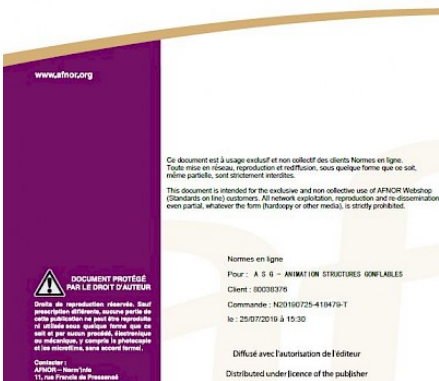 www.afnor.org
Ce document est à usage exclusif et non collectif des clients Normes en ligne.
Toute mise en réseau, reproduction et rediffusion, sous quelque forme que ce soit,
même partielle, sont strictement interdites.
This document is intended for the exclusive and non collective use of AFNOR Webshop
(Standards on line) customers. All network exploitation, reproduction and re-dissemination,
even partial, whatever the form (hardcopy or other media), is strictly prohibited.
DOCUMENT PROTÉGÉ
PAR LE DROIT D'AUTEUR
Droits de reproduction réservés. Sauf
prescription différente, aucune partie de
cette publication ne peut être reproduite
ni utilisée sous quelque forme que ce
soit et par aucun procédé, électronique
ou mécanique, y compris la photocopie
et les microfilms, sans accord formel.
Contacter :
AFNOR – Norm'Info
11, rue Francis de Pressensé
Normes en ligne
Pour : A S G - ANIMATION STRUCTURES GONFLABLES
Client : 80038376
Commande : N20190725-418479-T
le : 25/07/2019 à 15:30
Diffusé avec l'autorisation de l'éditeur
Distributed under licence of the publisher